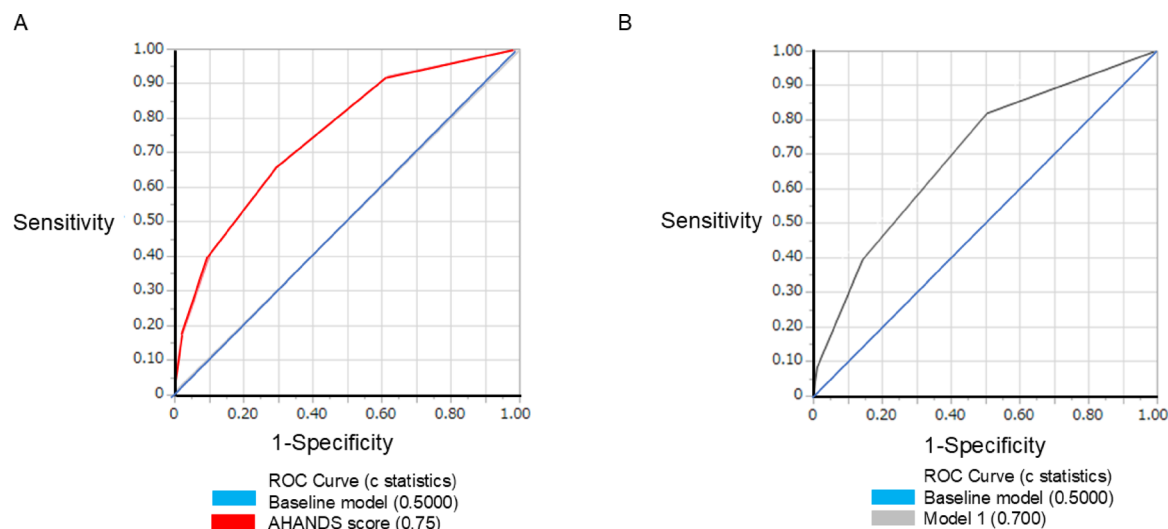 A
1.00
0.90
0.80
0.70
0.60
0.50
0.40
0.30
0.20
0.10
0
Sensitivity
0 0.20 0.40 0.60 0.80 1.00
1-Specificity
ROC Curve (c statistics)
Baseline model (0.5000)
AHANDS score (0.75)
B
1.00
0.90
0.80
0.70
0.60
0.50
0.40
0.30
0.20
0.10
0
Sensitivity
0 0.20 0.40 0.60 0.80 1.00
1-Specificity
ROC Curve (c statistics)
Baseline model (0.5000)
Model 1 (0.700)